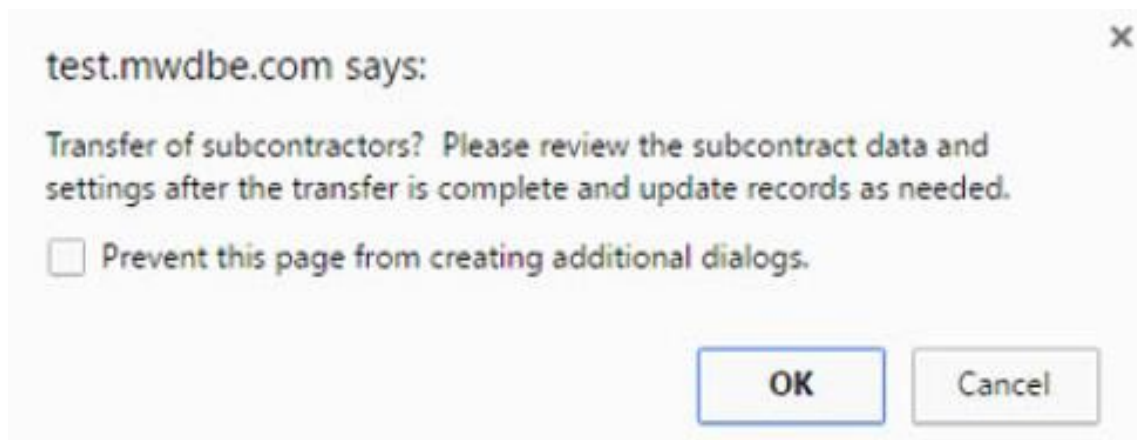 test.mwdbe.com says:
Transfer of subcontractors? Please review the subcontract data and
settings after the transfer is complete and update records as needed.
Prevent this page from creating additional dialogs.
OK
Cancel